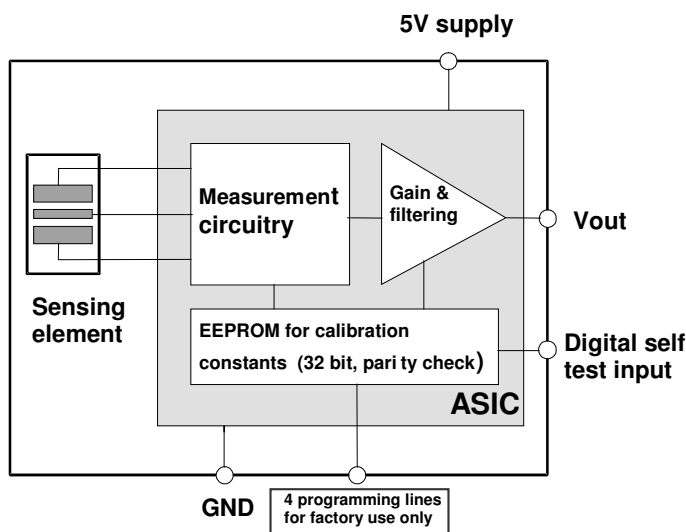 5V supply
Measurement
circuitry
Gain &
filtering
Vout
Sensing
element
EEPROM for calibration
constants (32 bit, pari ty check)
Digital self
test input
ASIC
GND
4 programming lines
for factory use only